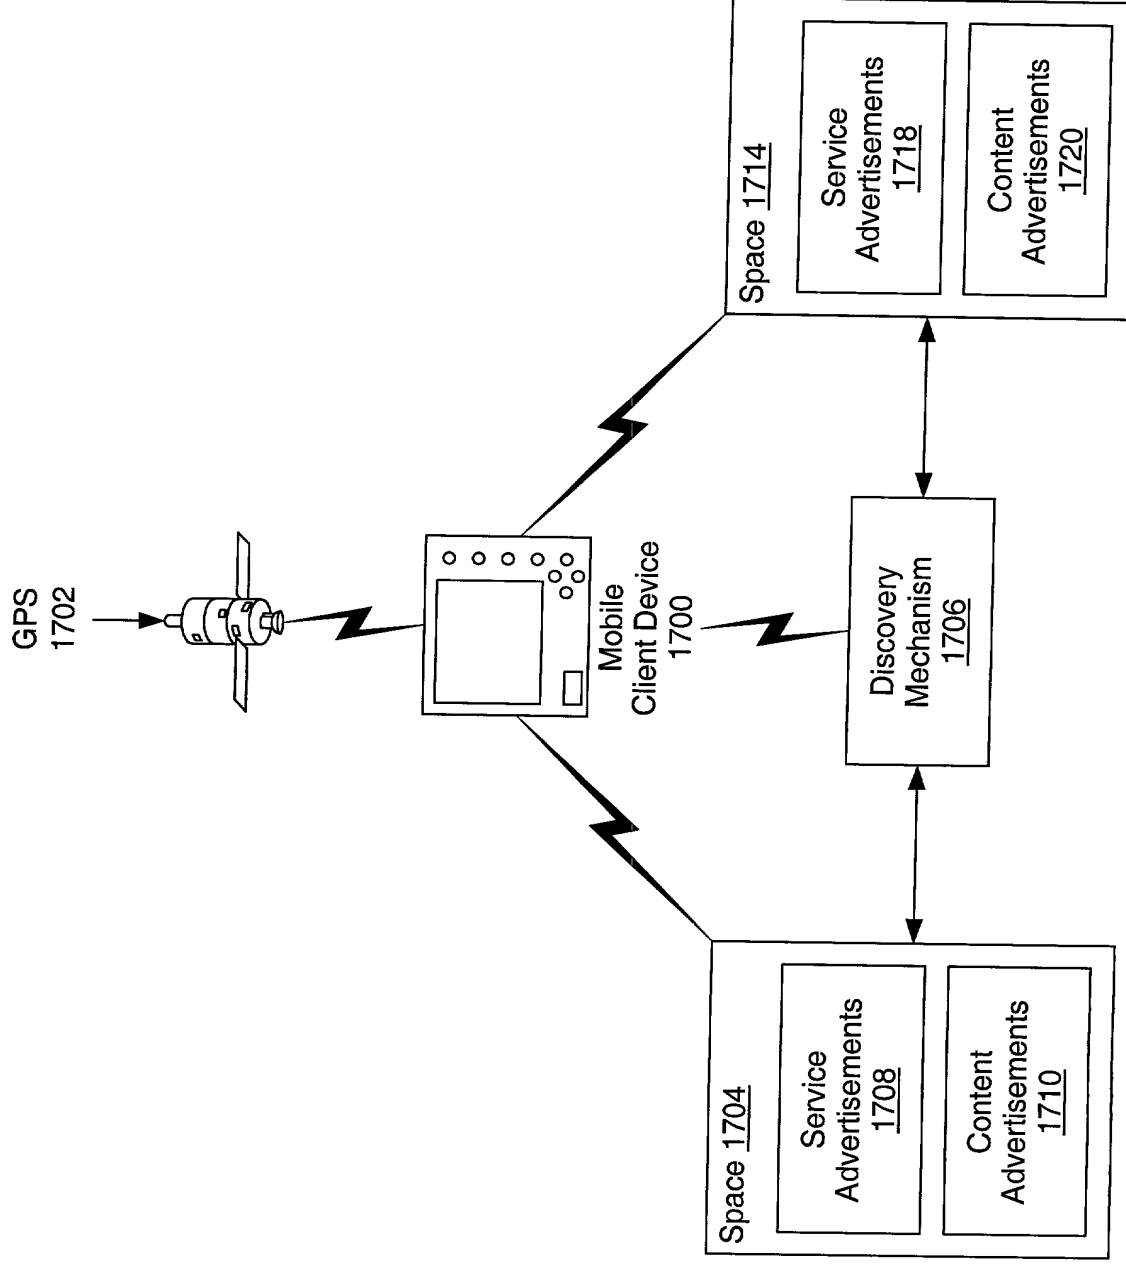 GPS
1702
Mobile
Client Device
1700
Space 1704
Service
Advertisements
1708
Content
Advertisements
1710
Discovery
Mechanism
1706
Space 1714
Service
Advertisements
1718
Content
Advertisements
1720